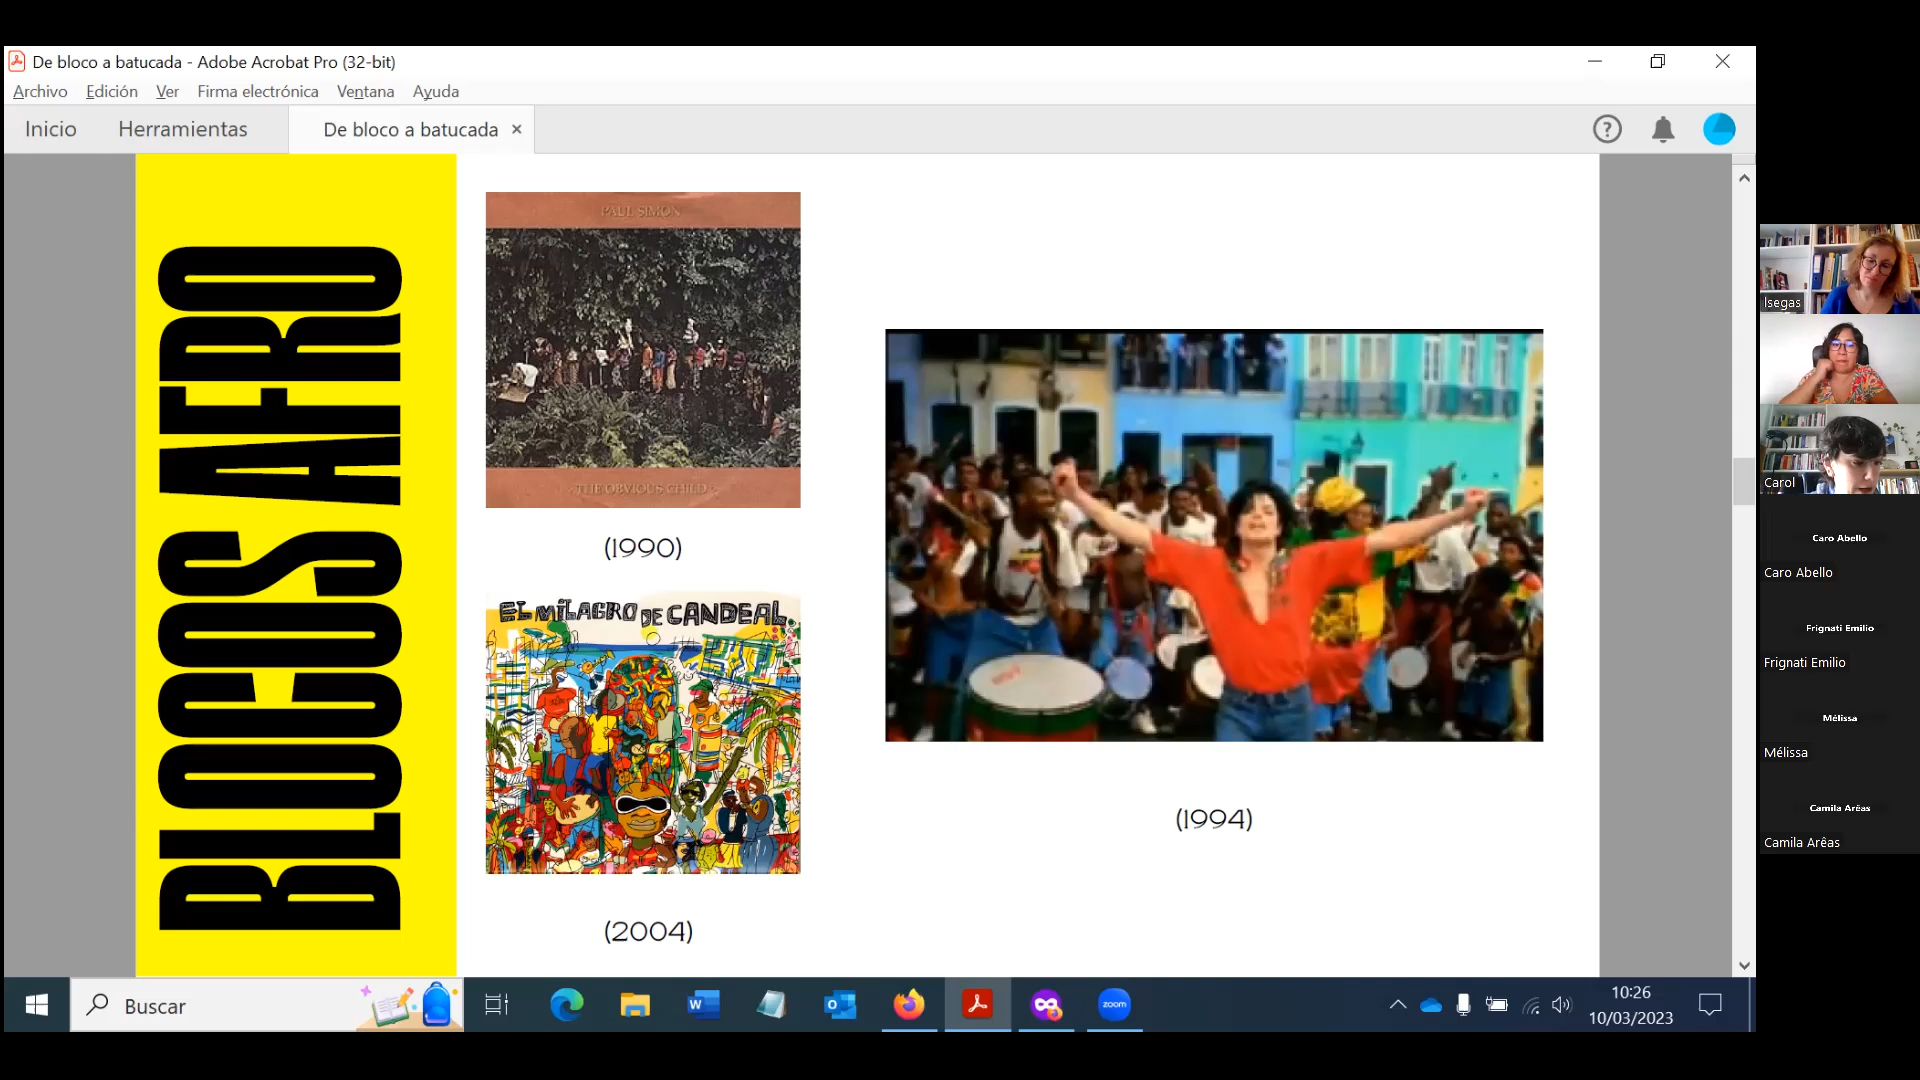 De bloco a batucada - Adobe Acrobat Pro (32-bit)
Archivo Edición Ver Firma electrónica Ventana Ayuda
Inicio Herramientas De bloco a batucada
BLOCOS AFRO
PAUL SIMON
THE OBVIOUS CHILD
(1990)
EL MILAGRO DE CANDEAL
(2004)
(1994)
lsegas
Carol
Caro Abello
Caro Abello
Frignati Emilio
Frignati Emilio
Mélissa
Mélissa
Camila Arêas
Camila Arêas
Buscar
zoom
10:26
10/03/2023